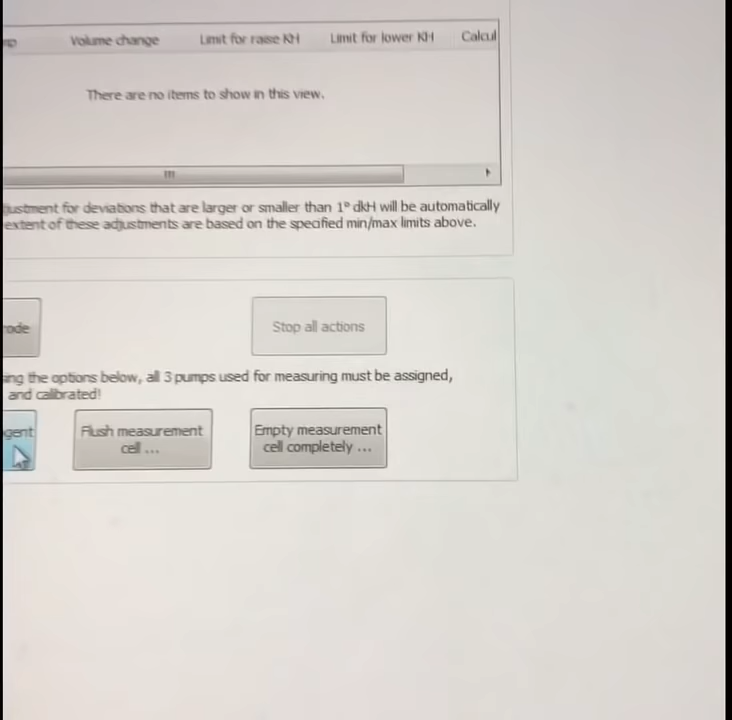 Volume change Limit for raise KH Limit for lower KH Calcul
There are no items to show in this view.
justment for deviations that are larger or smaller than 1° dkH will be automatically
extent of these adjustments are based on the specified min/max limits above.
rode Stop all actions
sing the options below, all 3 pumps used for measuring must be assigned,
and calibrated!
gent Flush measurement
cell ...
Empty measurement
cell completely ...